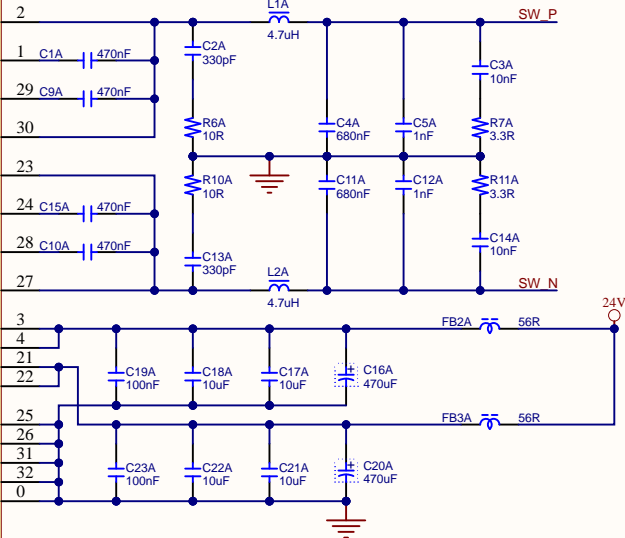 L1A
2 SW_P
4.7uH
C2A
330pF
1 C1A 470nF
C3A
10nF
29 C9A 470nF
R6A
10R
C4A
680nF
C5A
1nF
R7A
3.3R
30
23
R10A
10R
C11A
680nF
C12A
1nF
R11A
3.3R
24 C15A 470nF
28 C10A 470nF
C13A
330pF
C14A
10nF
L2A
27 SW_N
4.7uH
24V
3 FB2A 56R
4
21
22
C19A
100nF
C18A
10uF
C17A
10uF
+
C16A
470uF
25 FB3A 56R
26
31
32
0
C23A
100nF
C22A
10uF
C21A
10uF
+
C20A
470uF